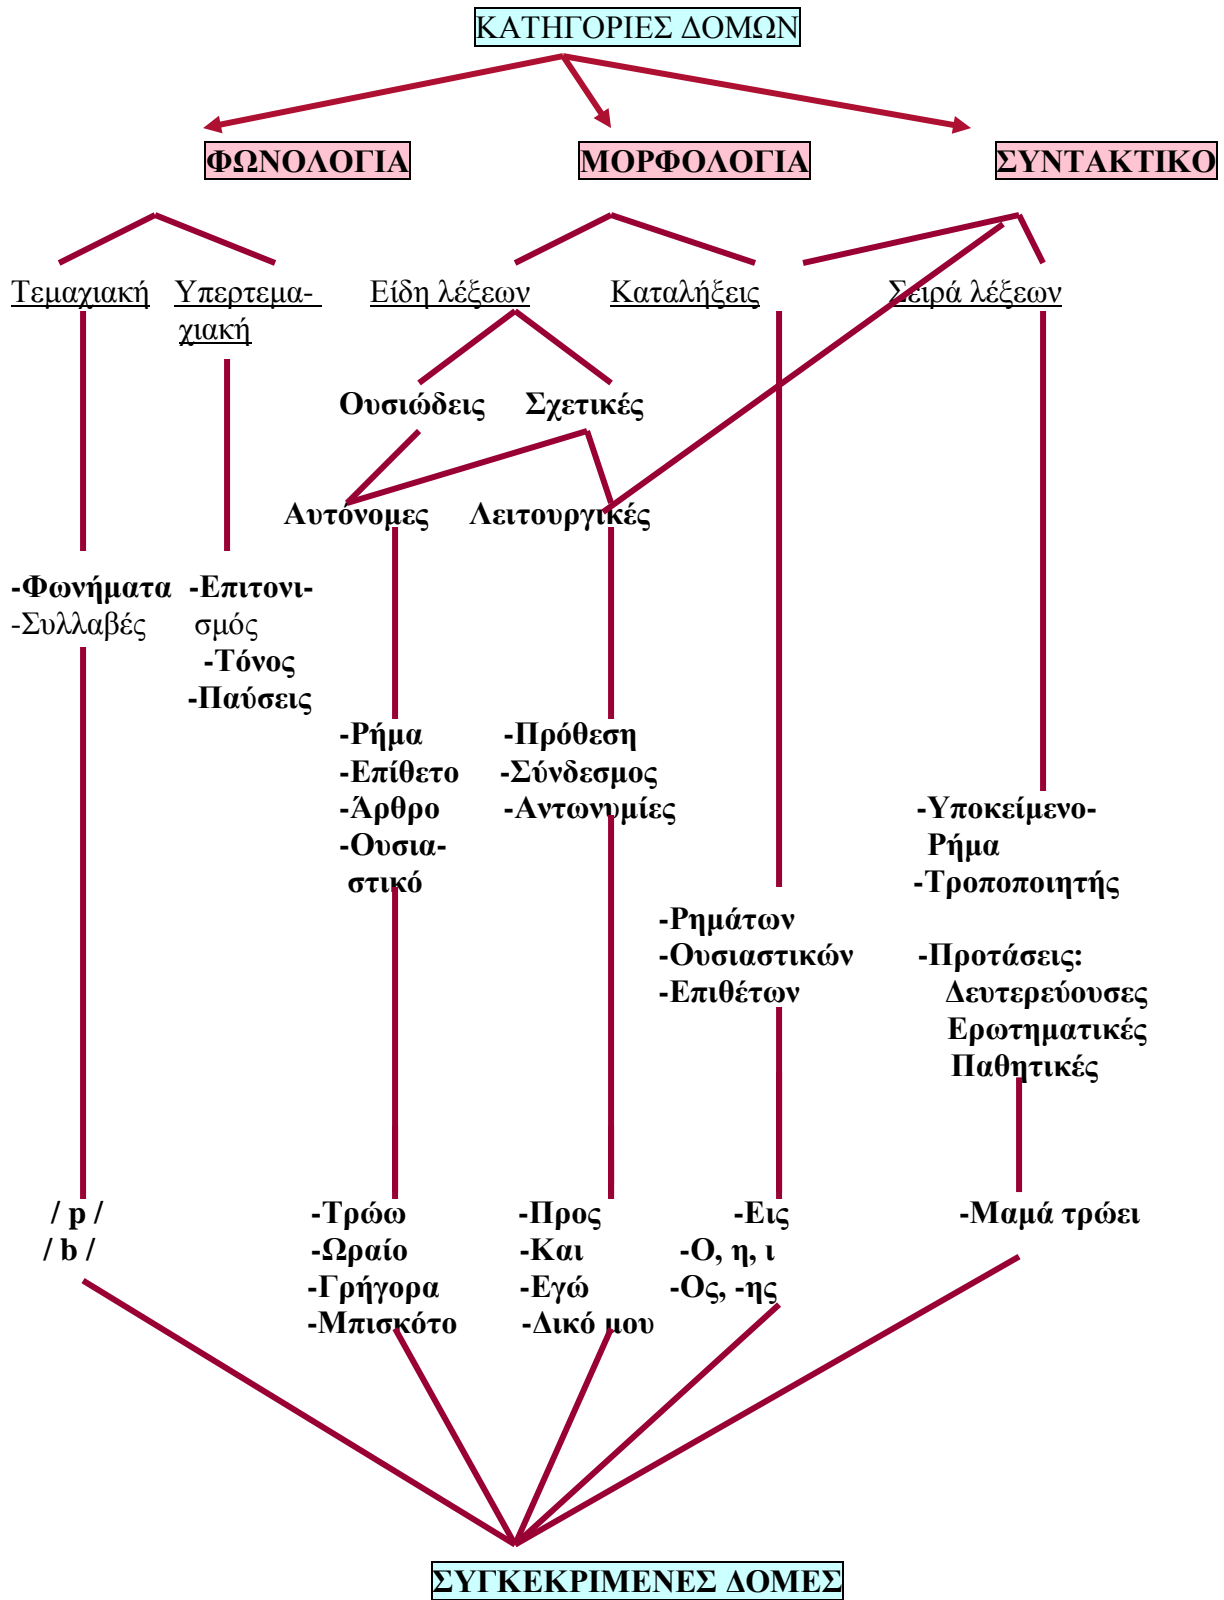 ΚΑΤΗΓΟΡΙΕΣ ΔΟΜΩΝ
ΦΩΝΟΛΟΓΙΑ ΜΟΡΦΟΛΟΓΙΑ ΣΥΝΤΑΚΤΙΚΟ
Τεμαχιακή Υπερτεμα- Είδη λέξεων Καταλήξεις Σειρά λέξεων
χιακή
Ουσιώδεις Σχετικές
Αυτόνομες Λειτουργικές
-Φωνήματα -Επιτονι-
-Συλλαβές σμός
-Τόνος
-Παύσεις
-Ρήμα -Πρόθεση
-Επίθετο -Σύνδεσμος
-Άρθρο -Αντωνυμίες -Υποκείμενο-
-Ουσια- Ρήμα
στικό -Τροποποιητής
-Ρημάτων
-Ουσιαστικών -Προτάσεις:
-Επιθέτων Δευτερεύουσες
Ερωτηματικές
Παθητικές
/ p / -Τρώω -Προς -Εις -Μαμά τρώει
/ b / -Ωραίο -Και -Ο, η, ι
-Γρήγορα -Εγώ -Ος, -ης
-Μπισκότο -Δικό μου
ΣΥΓΚΕΚΡΙΜΕΝΕΣ ΔΟΜΕΣ